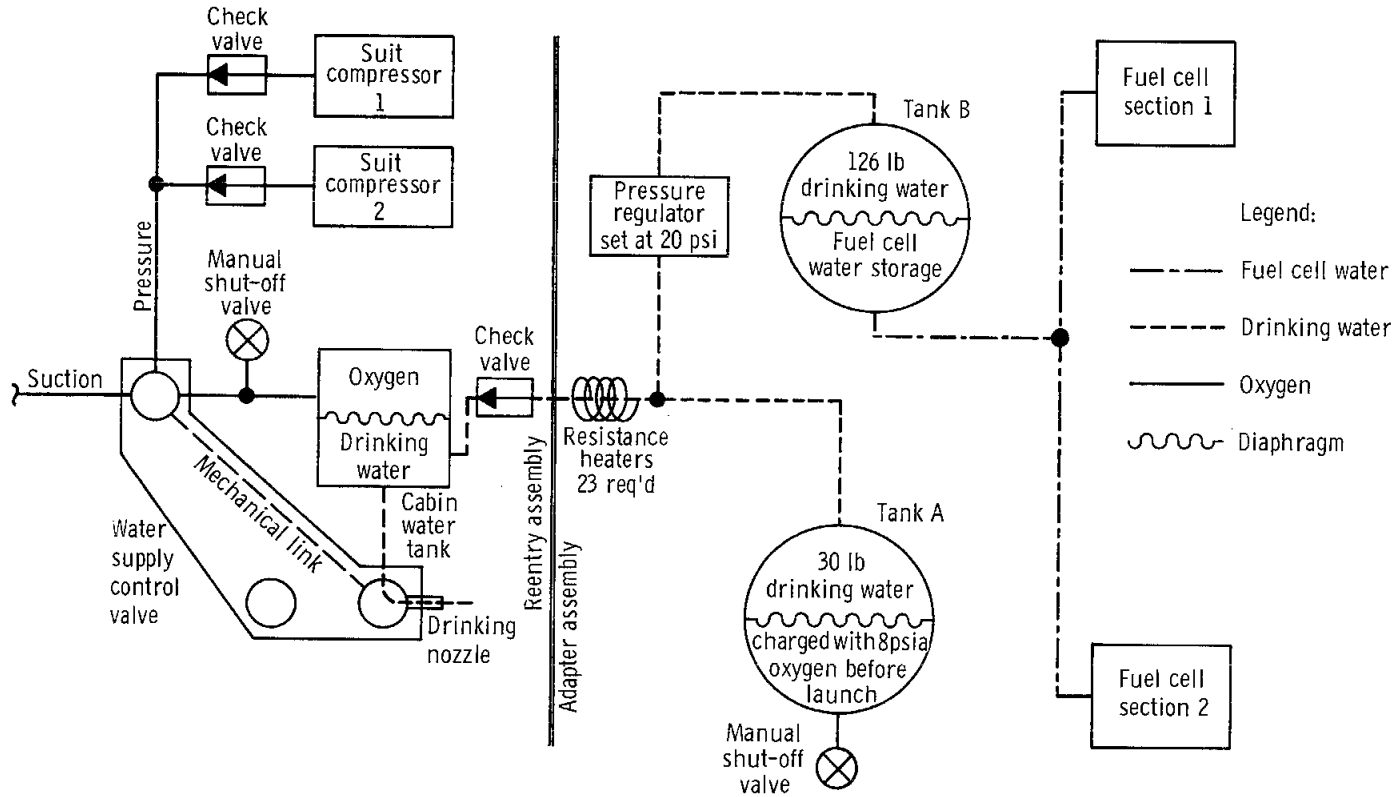 Check
valve
Suit
compressor
1
Check
valve
Suit
compressor
2
Pressure
Manual
shut-off
valve
Suction
Oxygen
Drinking
water
Check
valve
Mechanical link
Water
supply
control
valve
Cabin
water
tank
Drinking
nozzle
Reentry assembly
Adapter assembly
Resistance
heaters
23 req'd
Pressure
regulator
set at 20 psi
Tank B
126 lb
drinking water
Fuel cell
water storage
Tank A
30 lb
drinking water
charged with 8psia
oxygen before
launch
Manual
shut-off
valve
Fuel cell
section 1
Fuel cell
section 2
Legend:
Fuel cell water
Drinking water
Oxygen
Diaphragm